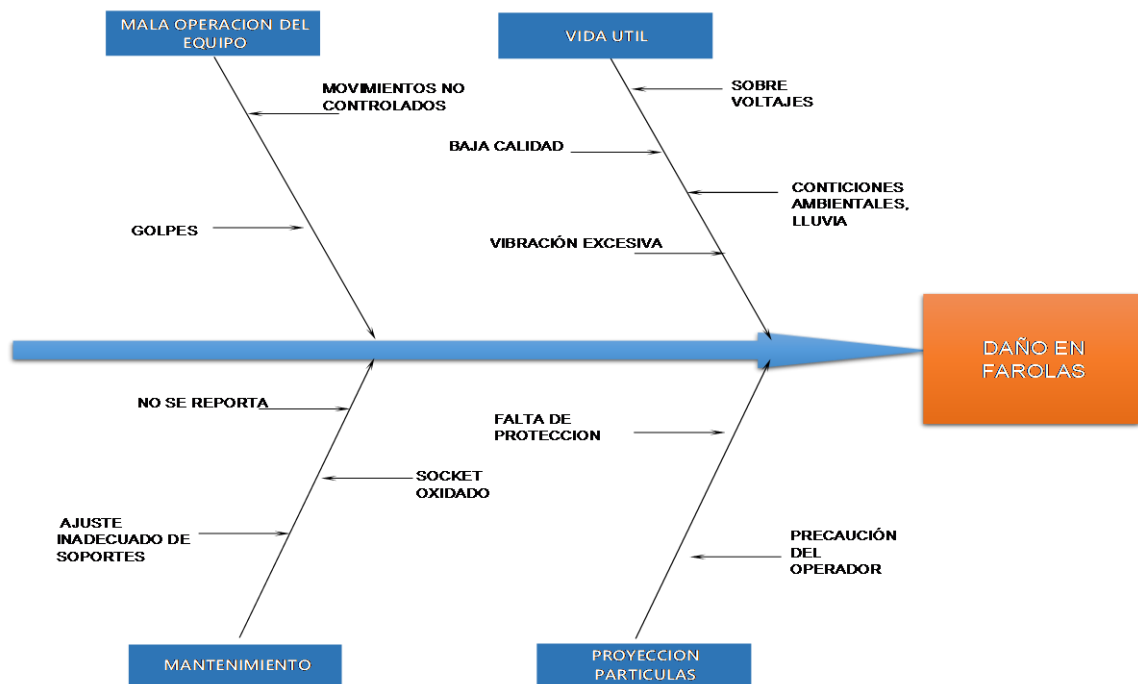 MALA OPERACION DEL
EQUIPO
VIDA UTIL
MOVIMIENTOS NO
CONTROLADOS
SOBRE
VOLTAJES
BAJA CALIDAD
CONTICIONES
AMBIENTALES,
LLUVIA
GOLPES
VIBRACIÓN EXCESIVA
DAÑO EN
FAROLAS
NO SE REPORTA
FALTA DE
PROTECCION
SOCKET
OXIDADO
AJUSTE
INADECUADO DE
SOPORTES
PRECAUCIÓN
DEL
OPERADOR
MANTENIMIENTO
PROYECCION
PARTICULAS